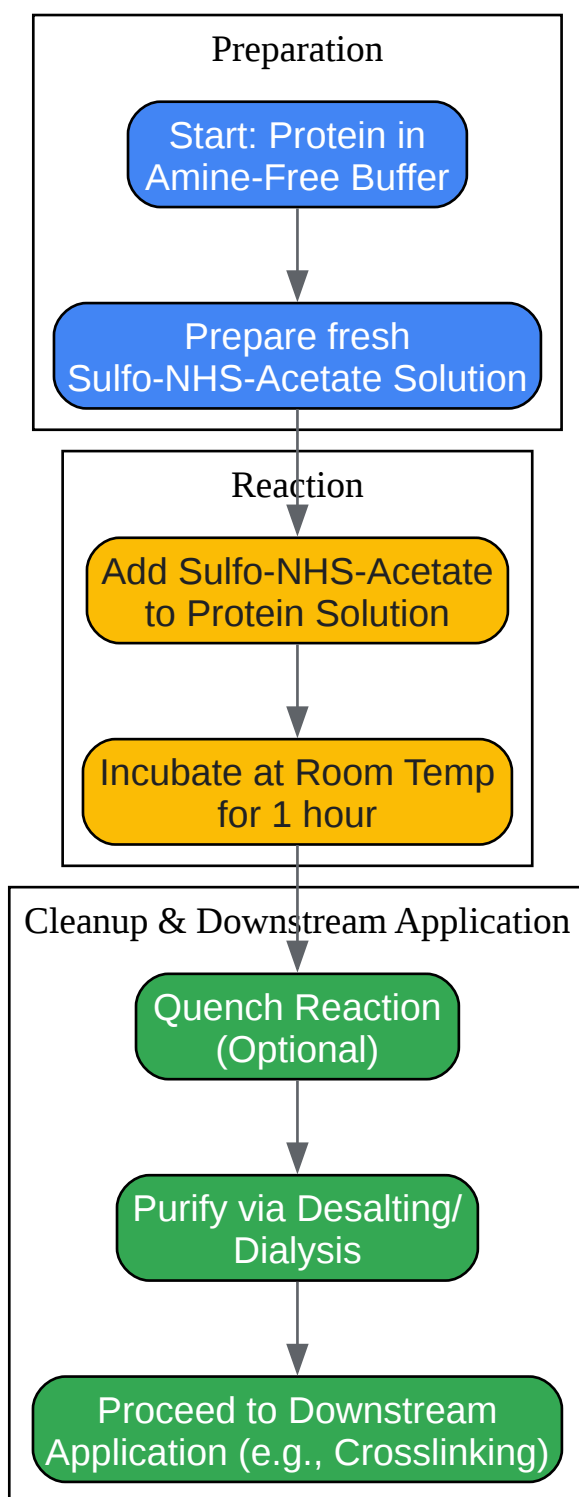 Preparation
Start: Protein in
Amine-Free Buffer
Prepare fresh
Sulfo-NHS-Acetate Solution
Reaction
Add Sulfo-NHS-Acetate
to Protein Solution
Incubate at Room Temp
for 1 hour
Cleanup & Downstream Application
Quench Reaction
(Optional)
Purify via Desalting/
Dialysis
Proceed to Downstream
Application (e.g., Crosslinking)